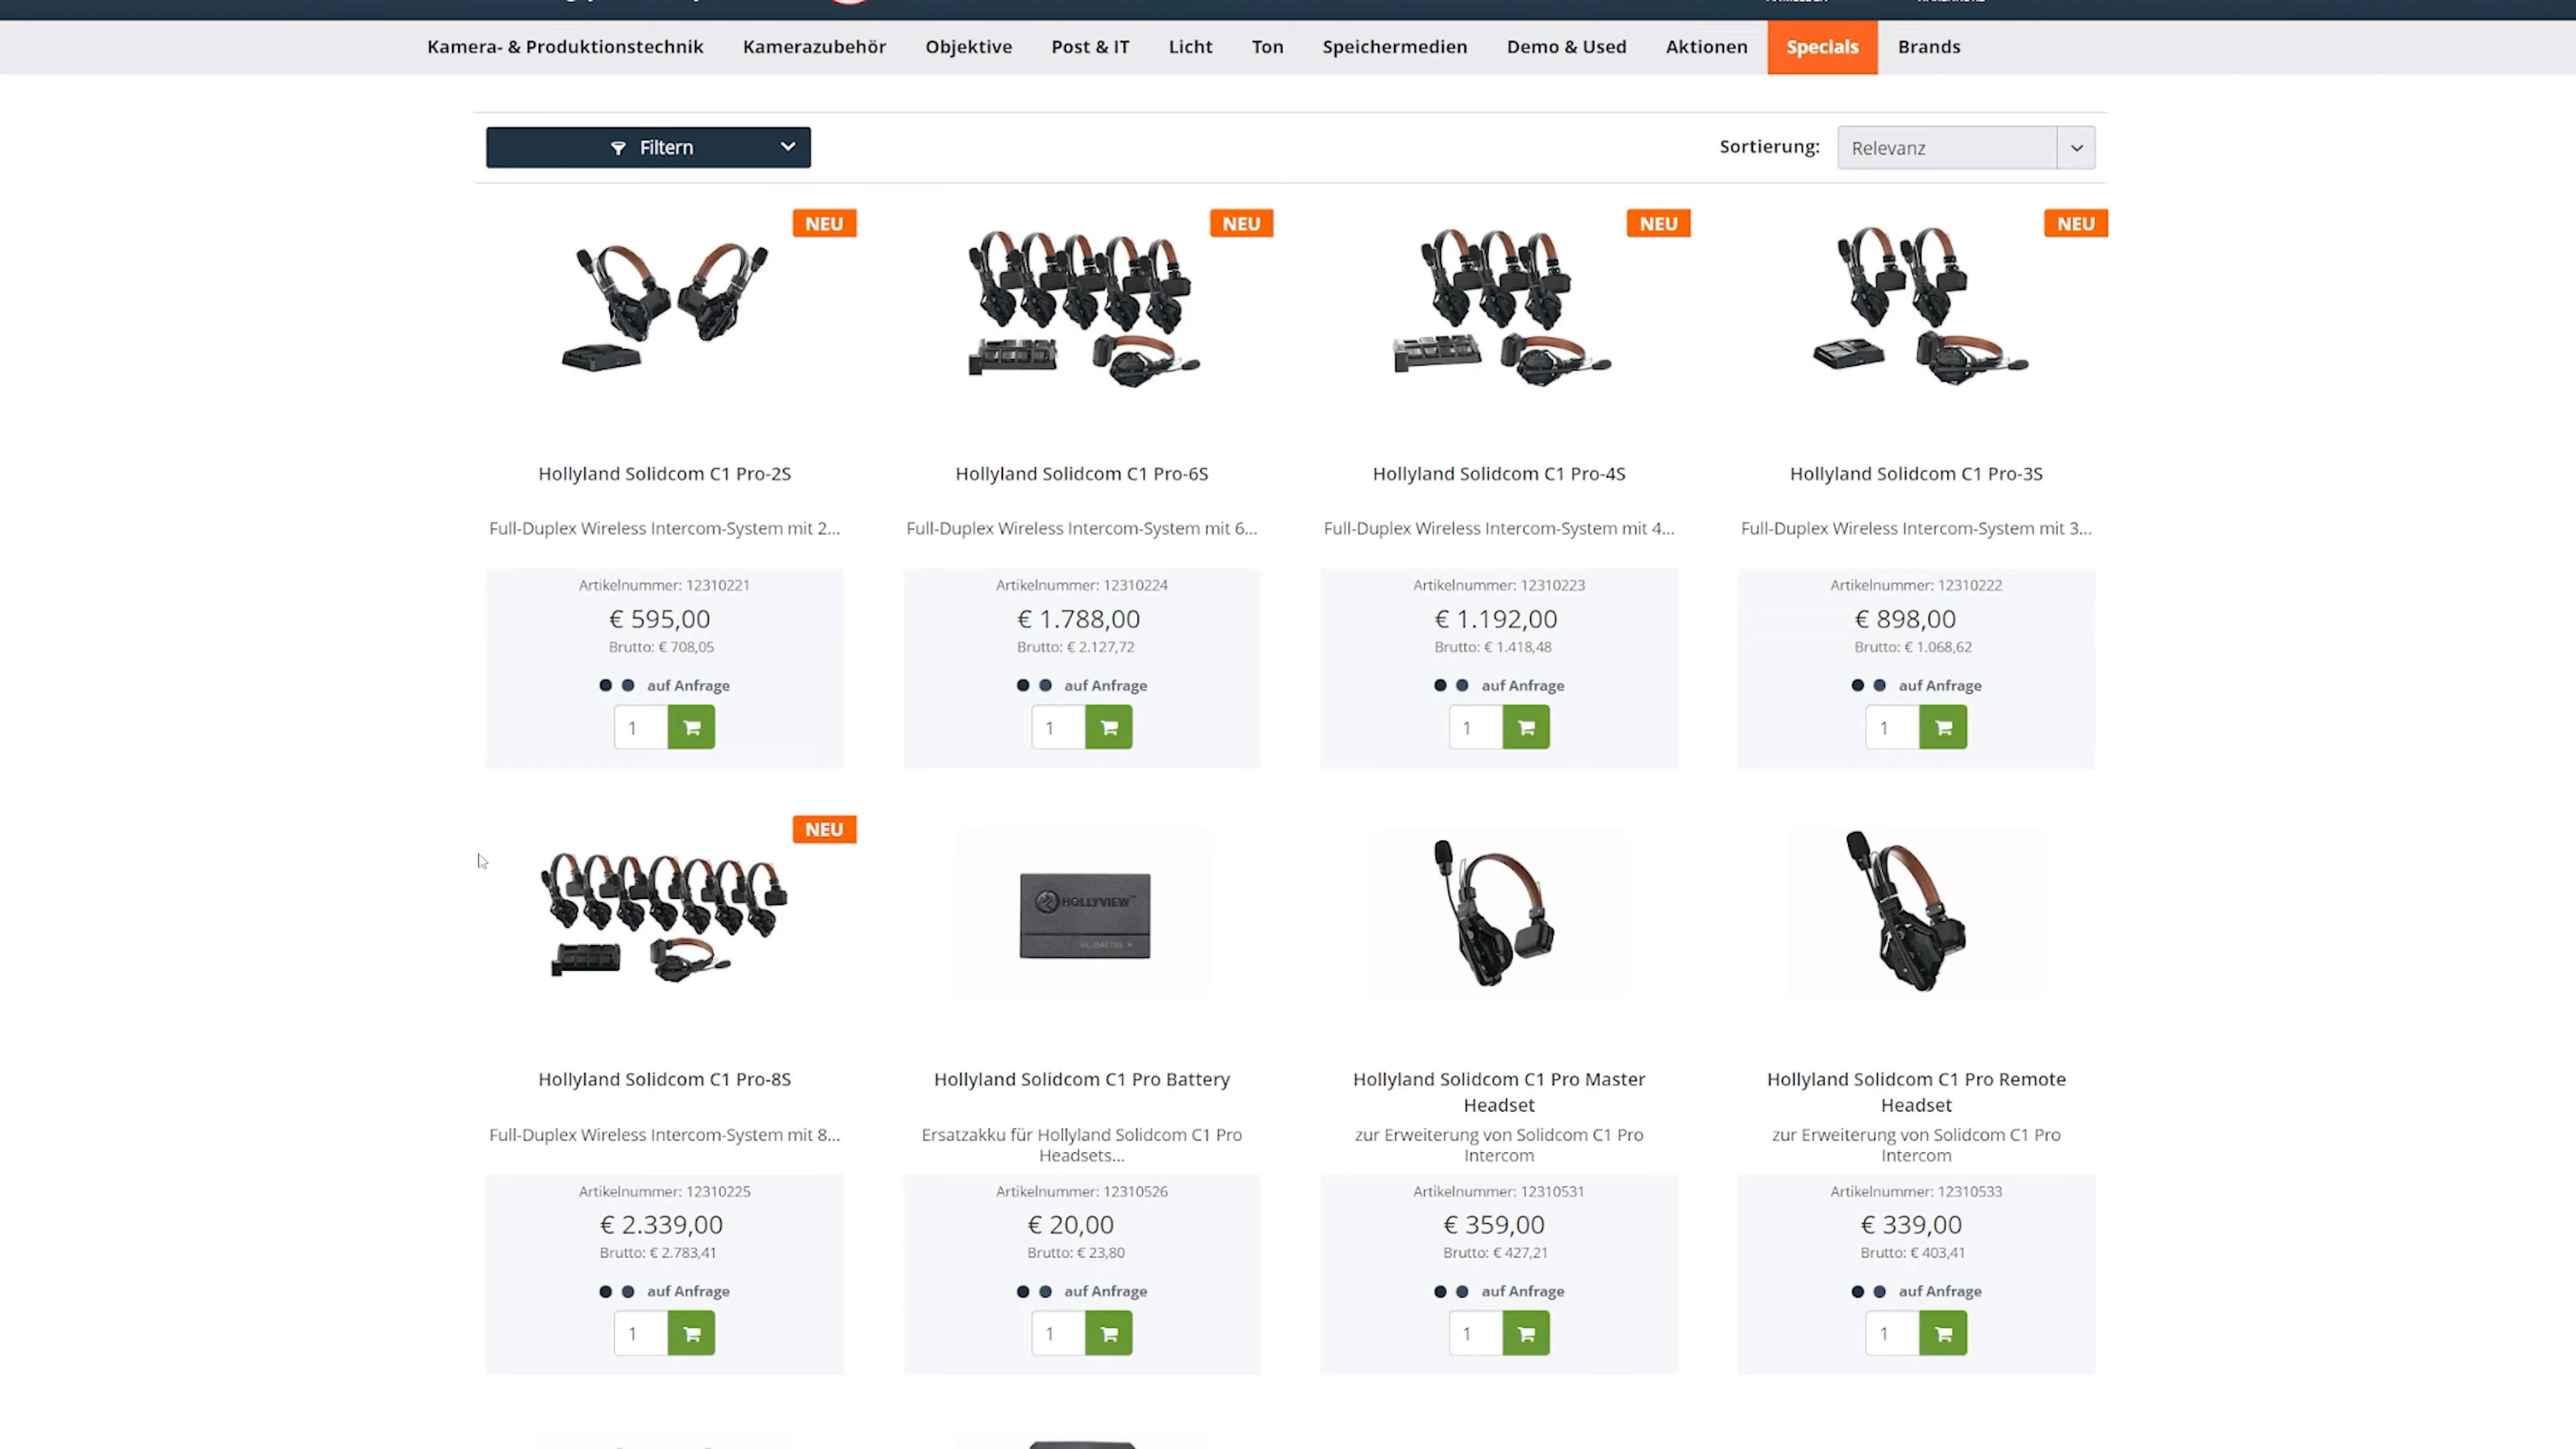 Kamera- & Produktionstechnik Kamerazubehör Objektive Post & IT Licht Ton Speichermedien Demo & Used Aktionen Specials Brands
Filtern
Sortierung: Relevanz
NEU NEU NEU NEU
Hollyland Solidcom C1 Pro-2S
Full-Duplex Wireless Intercom-System mit 2...
Artikelnummer: 12310221
€ 595,00
Brutto: € 708,05
auf Anfrage
1
Hollyland Solidcom C1 Pro-6S
Full-Duplex Wireless Intercom-System mit 6...
Artikelnummer: 12310224
€ 1.788,00
Brutto: € 2.127,72
auf Anfrage
1
Hollyland Solidcom C1 Pro-4S
Full-Duplex Wireless Intercom-System mit 4...
Artikelnummer: 12310223
€ 1.192,00
Brutto: € 1.418,48
auf Anfrage
1
Hollyland Solidcom C1 Pro-3S
Full-Duplex Wireless Intercom-System mit 3...
Artikelnummer: 12310222
€ 898,00
Brutto: € 1.068,62
auf Anfrage
1
NEU
Hollyland Solidcom C1 Pro-8S
Full-Duplex Wireless Intercom-System mit 8...
Artikelnummer: 12310225
€ 2.339,00
Brutto: € 2.783,41
auf Anfrage
1
HOLLYVIEW
Hollyland Solidcom C1 Pro Battery
Ersatzakku für Hollyland Solidcom C1 Pro
Headsets...
Artikelnummer: 12310526
€ 20,00
Brutto: € 23,80
auf Anfrage
1
Hollyland Solidcom C1 Pro Master
Headset
zur Erweiterung von Solidcom C1 Pro
Intercom
Artikelnummer: 12310531
€ 359,00
Brutto: € 427,21
auf Anfrage
1
Hollyland Solidcom C1 Pro Remote
Headset
zur Erweiterung von Solidcom C1 Pro
Intercom
Artikelnummer: 12310533
€ 339,00
Brutto: € 403,41
auf Anfrage
1